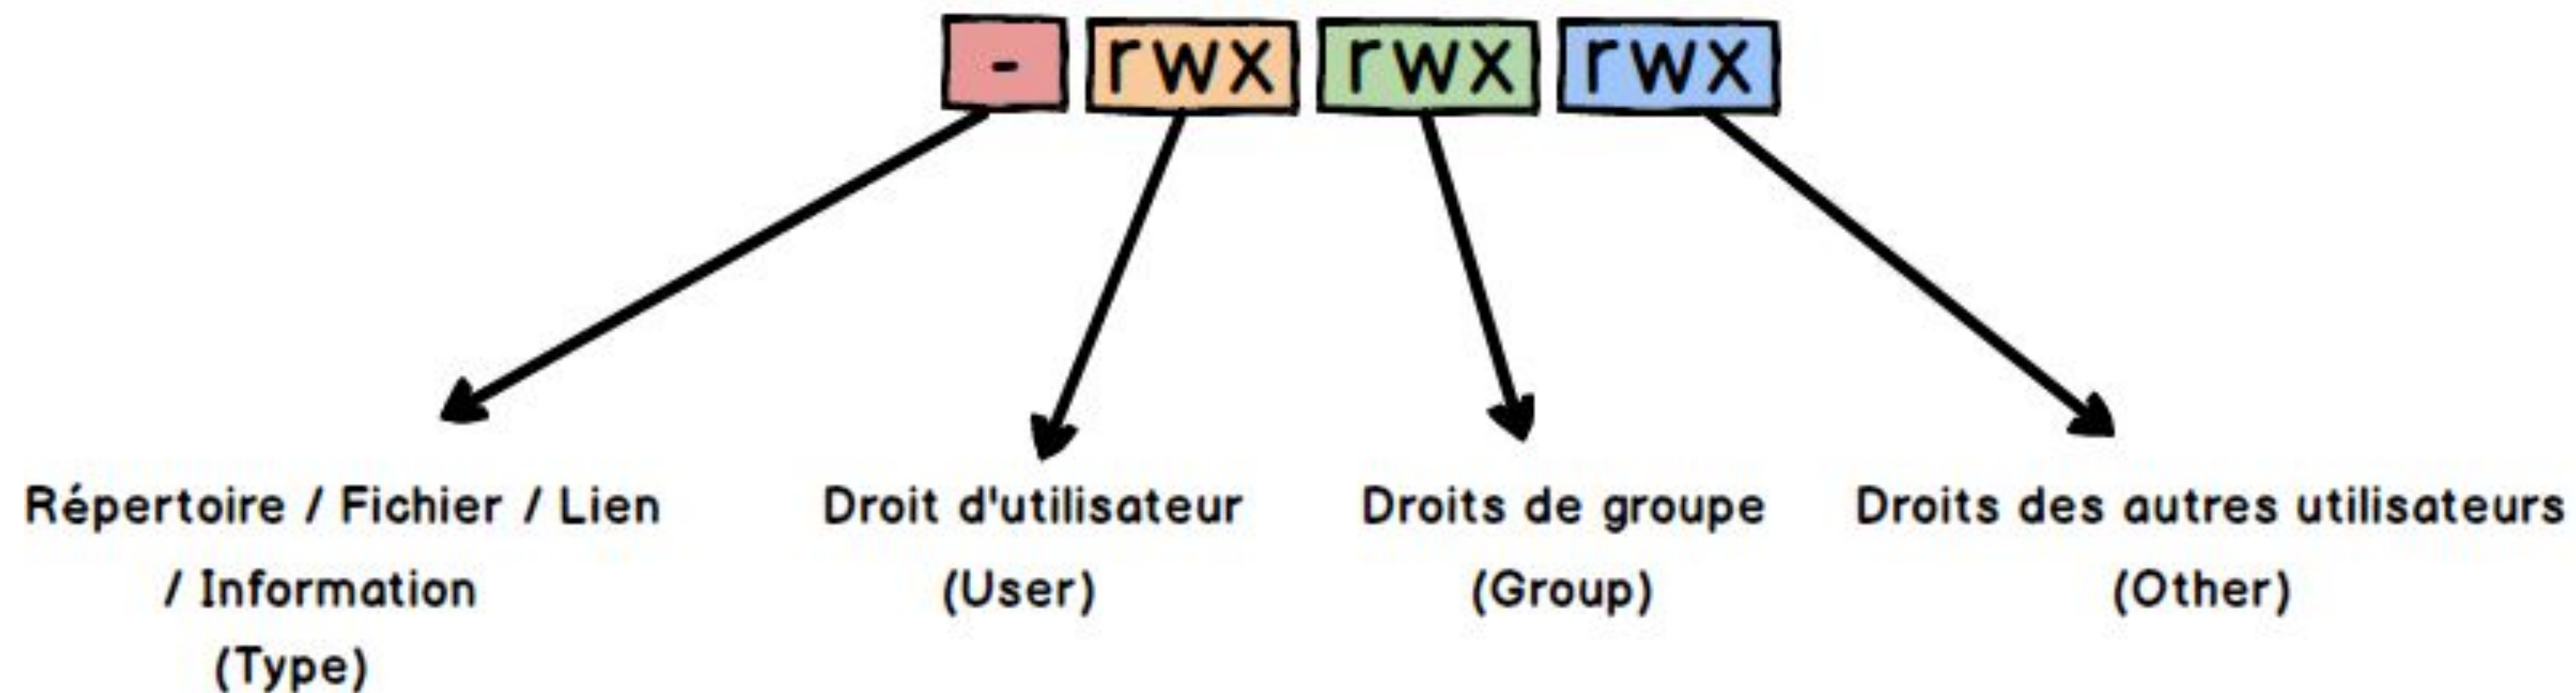 - rwx rwx rwx
Répertoire / Fichier / Lien
/ Information
(Type)
Droit d'utilisateur
(User)
Droits de groupe
(Group)
Droits des autres utilisateurs
(Other)